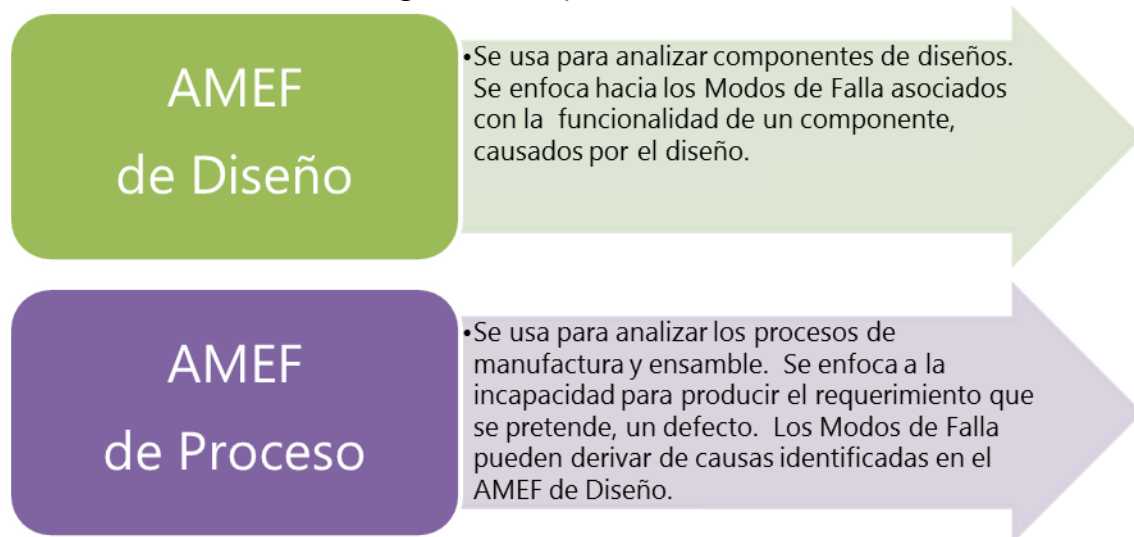 AMEF
de Diseño
•Se usa para analizar componentes de diseños.
Se enfoca hacia los Modos de Falla asociados
con la funcionalidad de un componente,
causados por el diseño.
AMEF
de Proceso
•Se usa para analizar los procesos de
manufactura y ensamble. Se enfoca a la
incapacidad para producir el requerimiento que
se pretende, un defecto. Los Modos de Falla
pueden derivar de causas identificadas en el
AMEF de Diseño.